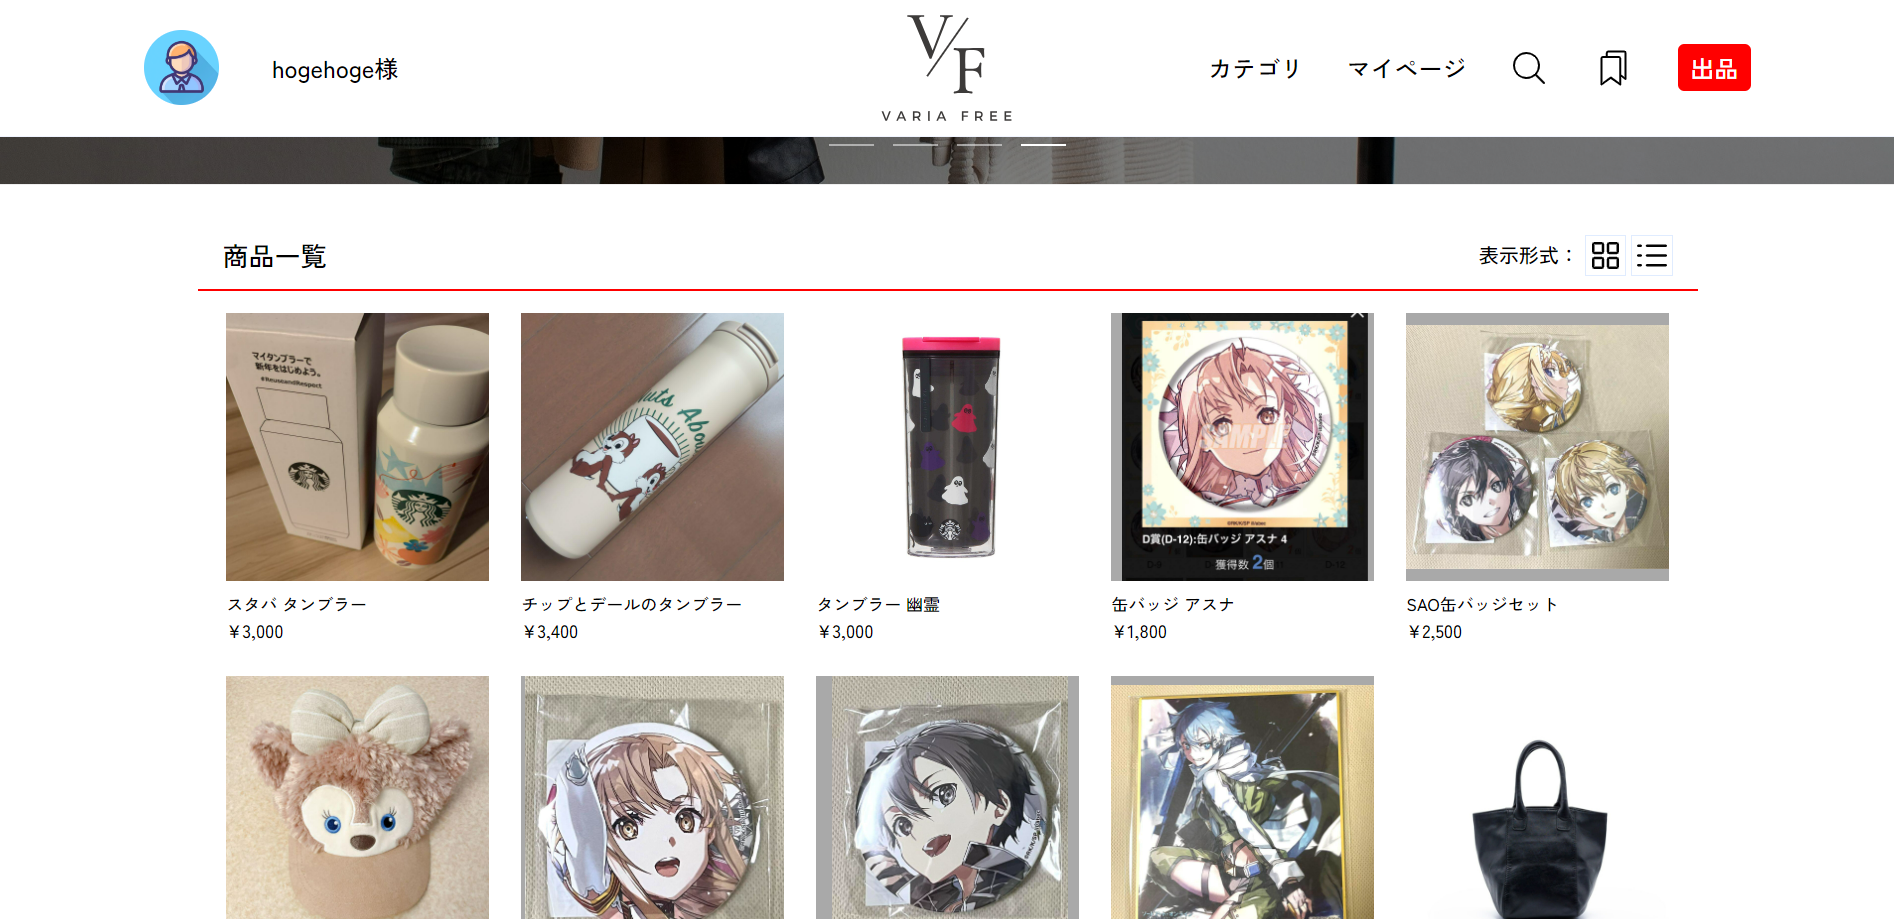 hogehoge様
V/F
VARIA FREE
カテゴリ
マイページ
出品
商品一覧
表示形式：
マイタンブラーで
新年をはじめよう。
#ReuseandRespect
uts Abou
D賞(D-12):缶バッジ アスナ 4
獲得数 2個
スタバ タンブラー
￥3,000
チップとデールのタンブラー
￥3,400
タンブラー 幽霊
￥3,000
缶バッジ アスナ
￥1,800
SAO缶バッジセット
￥2,500